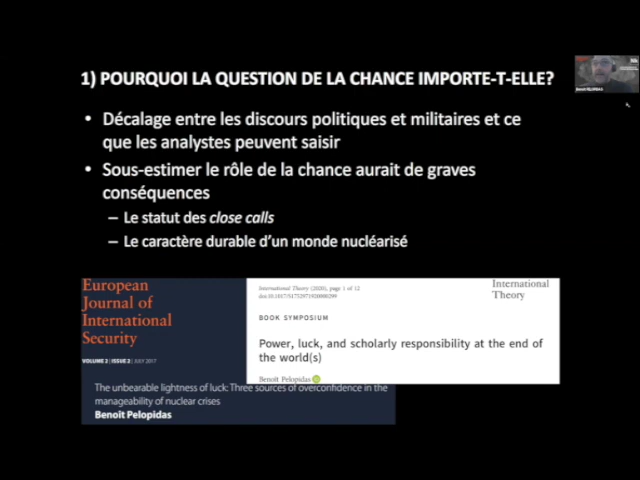 1) POURQUOI LA QUESTION DE LA CHANCE IMPORTE-T-ELLE?
• Décalage entre les discours politiques et militaires et ce
que les analystes peuvent saisir
• Sous-estimer le rôle de la chance aurait de graves
conséquences
– Le statut des close calls
– Le caractère durable d'un monde nucléarisé
European
Journal of
International
Security
VOLUME 2 | ISSUE 2 | JULY 2017
The unbearable lightness of luck: Three sources of overconfidence in the
manageability of nuclear crises
Benoît Pelopidas
International Theory (2020), page 1 of 12
International
Theory
BOOK SYMPOSIUM
Power, luck, and scholarly responsibility at the end of
the world(s)
Benoît Pelopidas
Benoit PELOPIDAS